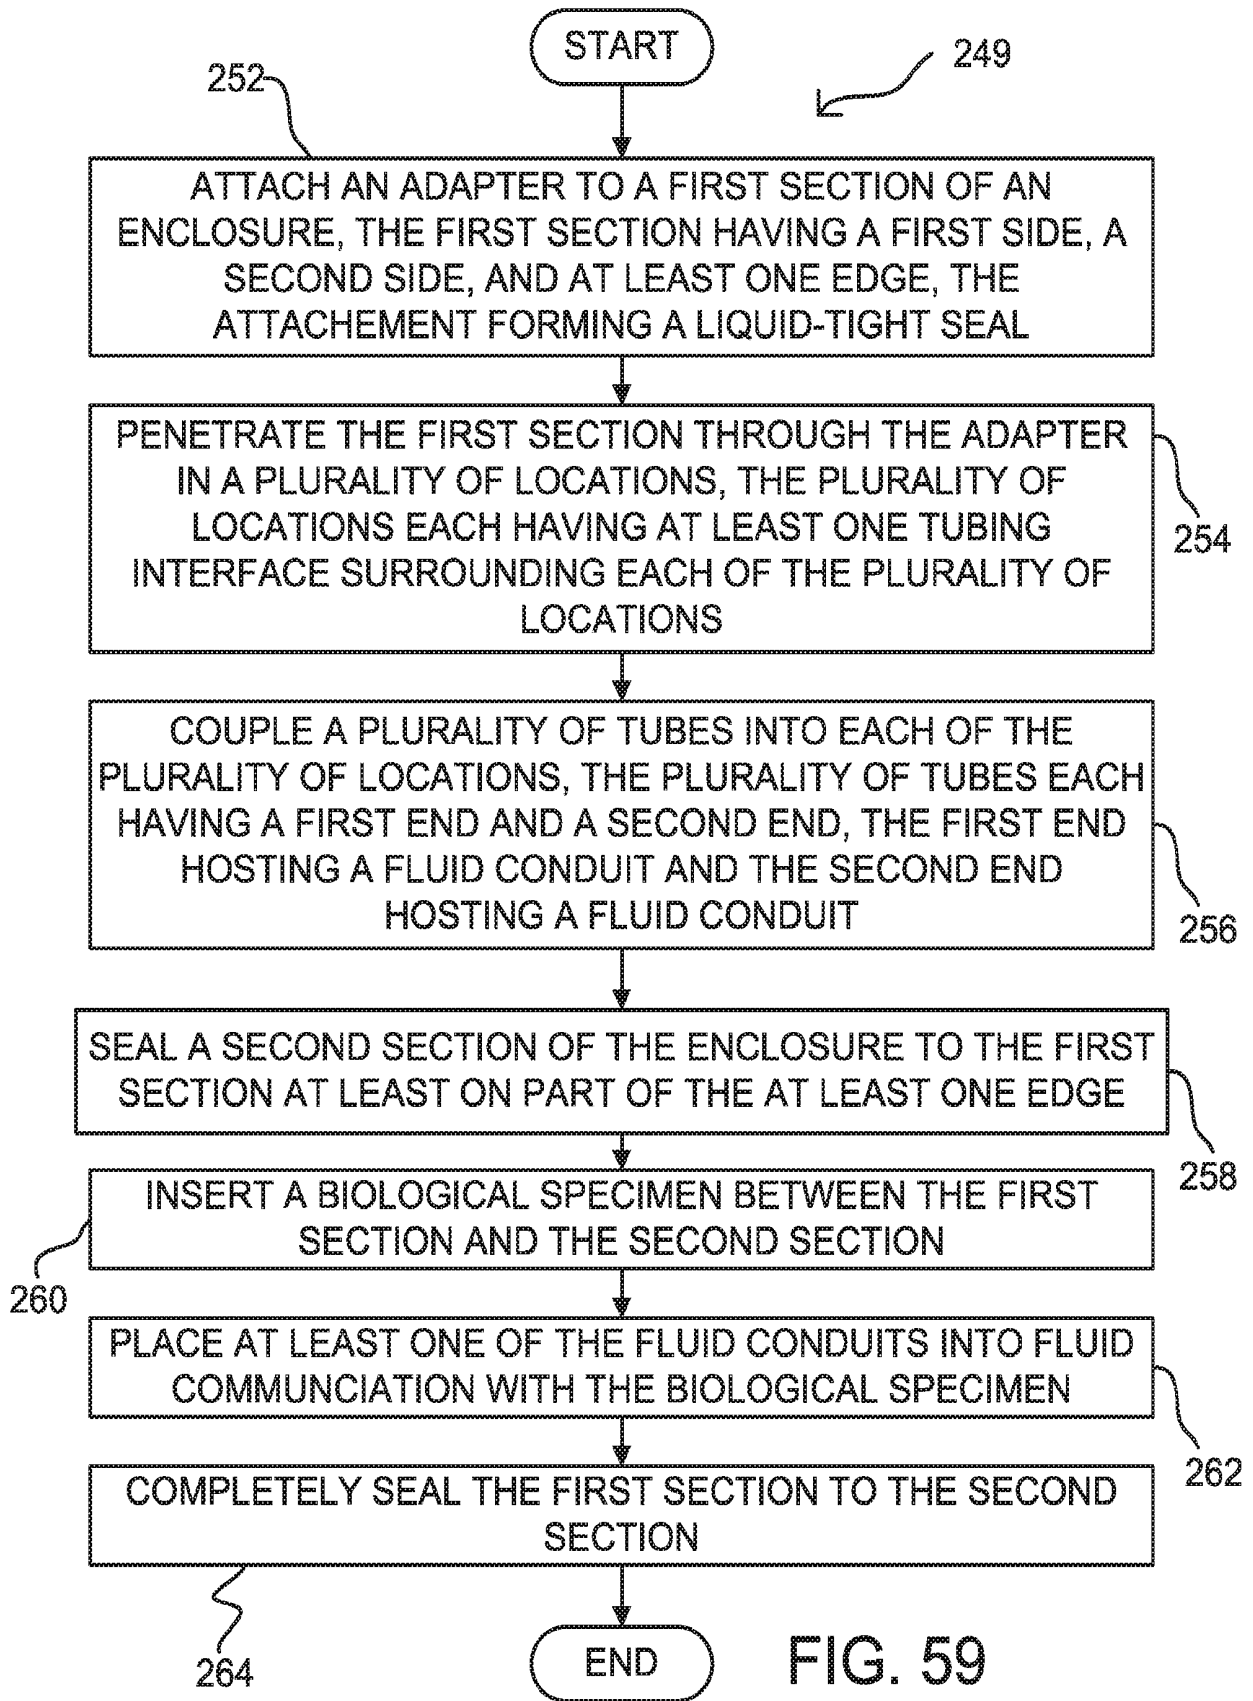 START
249
252
ATTACH AN ADAPTER TO A FIRST SECTION OF AN
ENCLOSURE, THE FIRST SECTION HAVING A FIRST SIDE, A
SECOND SIDE, AND AT LEAST ONE EDGE, THE
ATTACHEMENT FORMING A LIQUID-TIGHT SEAL
PENETRATE THE FIRST SECTION THROUGH THE ADAPTER
IN A PLURALITY OF LOCATIONS, THE PLURALITY OF
LOCATIONS EACH HAVING AT LEAST ONE TUBING
INTERFACE SURROUNDING EACH OF THE PLURALITY OF
LOCATIONS
254
COUPLE A PLURALITY OF TUBES INTO EACH OF THE
PLURALITY OF LOCATIONS, THE PLURALITY OF TUBES EACH
HAVING A FIRST END AND A SECOND END, THE FIRST END
HOSTING A FLUID CONDUIT AND THE SECOND END
HOSTING A FLUID CONDUIT
256
SEAL A SECOND SECTION OF THE ENCLOSURE TO THE FIRST
SECTION AT LEAST ON PART OF THE AT LEAST ONE EDGE
258
INSERT A BIOLOGICAL SPECIMEN BETWEEN THE FIRST
SECTION AND THE SECOND SECTION
260
PLACE AT LEAST ONE OF THE FLUID CONDUITS INTO FLUID
COMMUNCIATION WITH THE BIOLOGICAL SPECIMEN
262
COMPLETELY SEAL THE FIRST SECTION TO THE SECOND
SECTION
264
END
FIG. 59